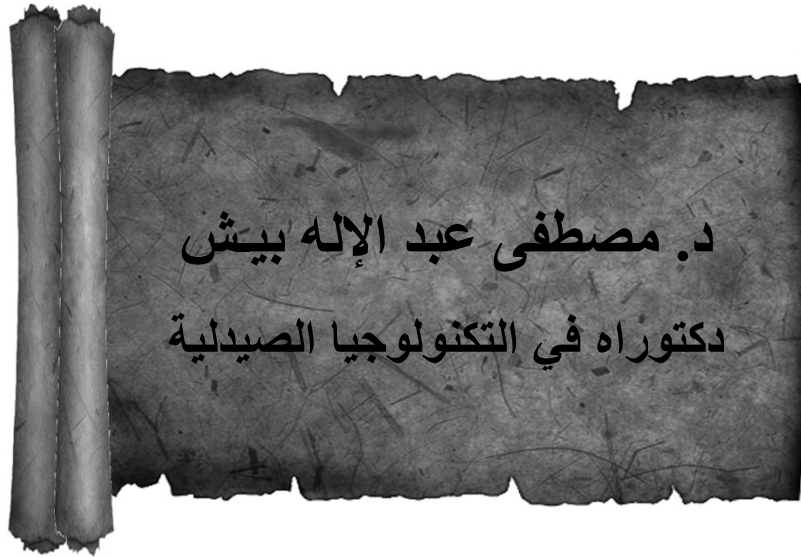 د. مصطفى عبد الإله بيش
دكتوراه في التكنولوجيا الصيدلية